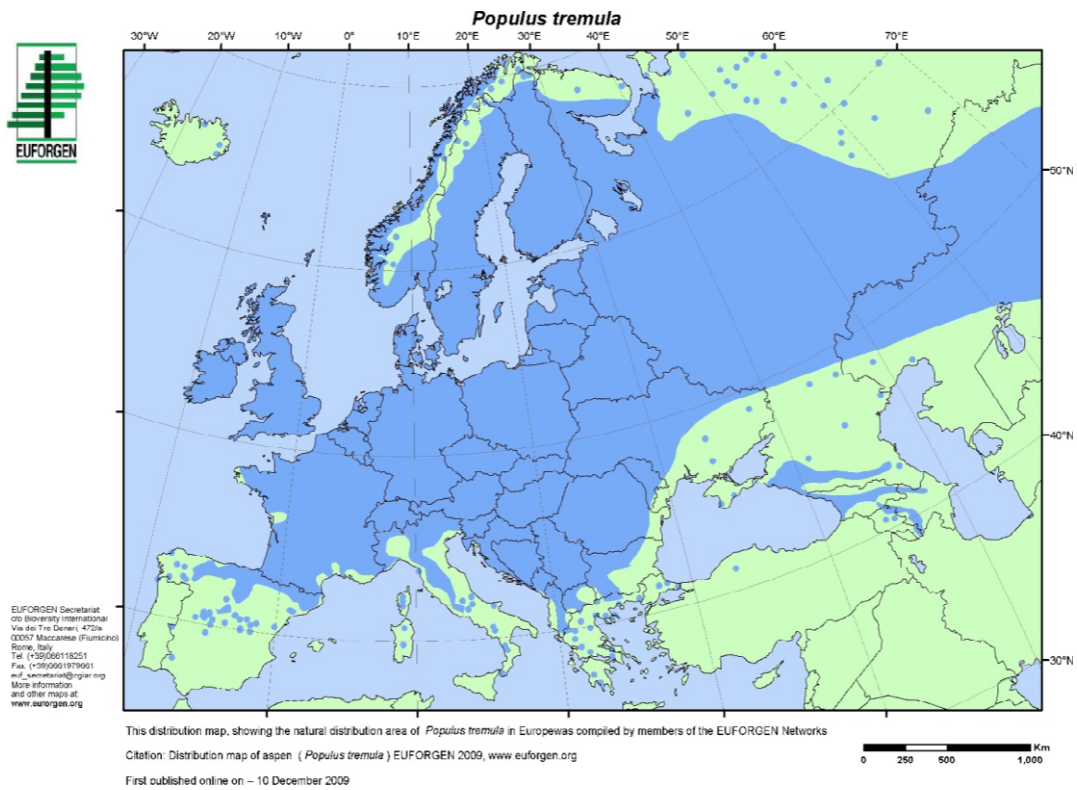 Populus tremula
30°W 20°W 10°W 0°E 10°E 20°E 30°E 40°E 50°E 60°E 70°E
EUFORGEN
50°N
40°N
30°N
EUFORGEN Secretariat
c/o Bioversity International
Via dei Tre Denari, 472/a
00057 Maccarese (Fiumicino)
Rome, Italy
Tel. (+39)066118251
Fax. (+39)0661979661
euf_secretariat@cgiar.org
More information
and other maps at
www.euforgen.org
This distribution map, showing the natural distribution area of Populus tremula in Europewas compiled by members of the EUFORGEN Networks
Citation: Distribution map of aspen ( Populus tremula ) EUFORGEN 2009, www.euforgen.org
First published online on – 10 December 2009
Km
0 250 500 1,000